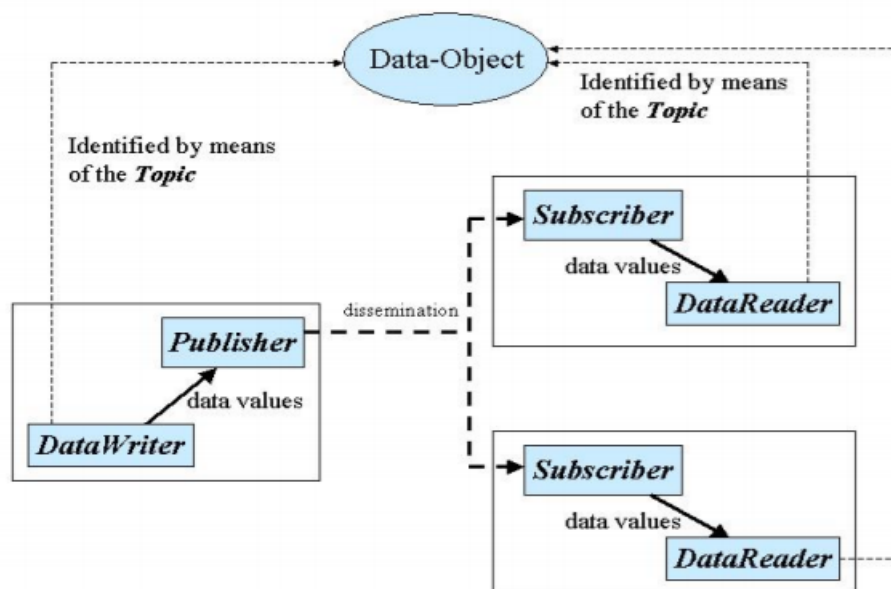 Data-Object
Identified by means
of the Topic
Identified by means
of the Topic
Subscriber
data values
DataReader
dissemination
Publisher
data values
DataWriter
Subscriber
data values
DataReader